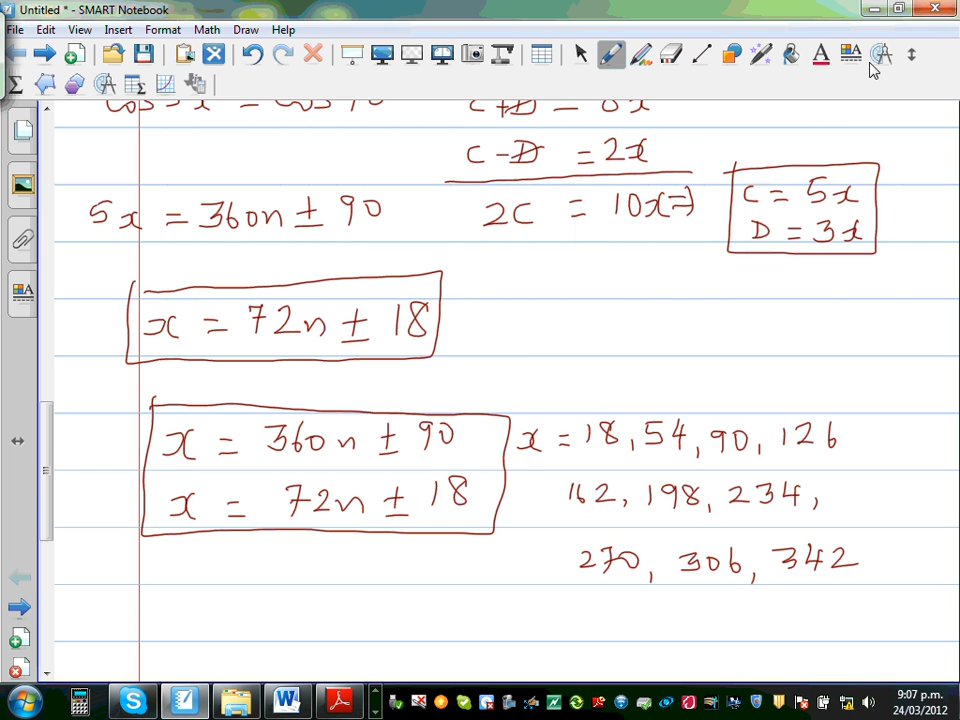 Untitled * - SMART Notebook
File Edit View Insert Format Math Draw Help
C + D = 8x
C - D = 2x
5x = 360n ± 90
2C = 10x ⇒
C = 5x
D = 3x
x = 72n ± 18
x = 360n ± 90
x = 72n ± 18
x = 18, 54, 90, 126
162, 198, 234,
270, 306, 342
9:07 p.m.
24/03/2012